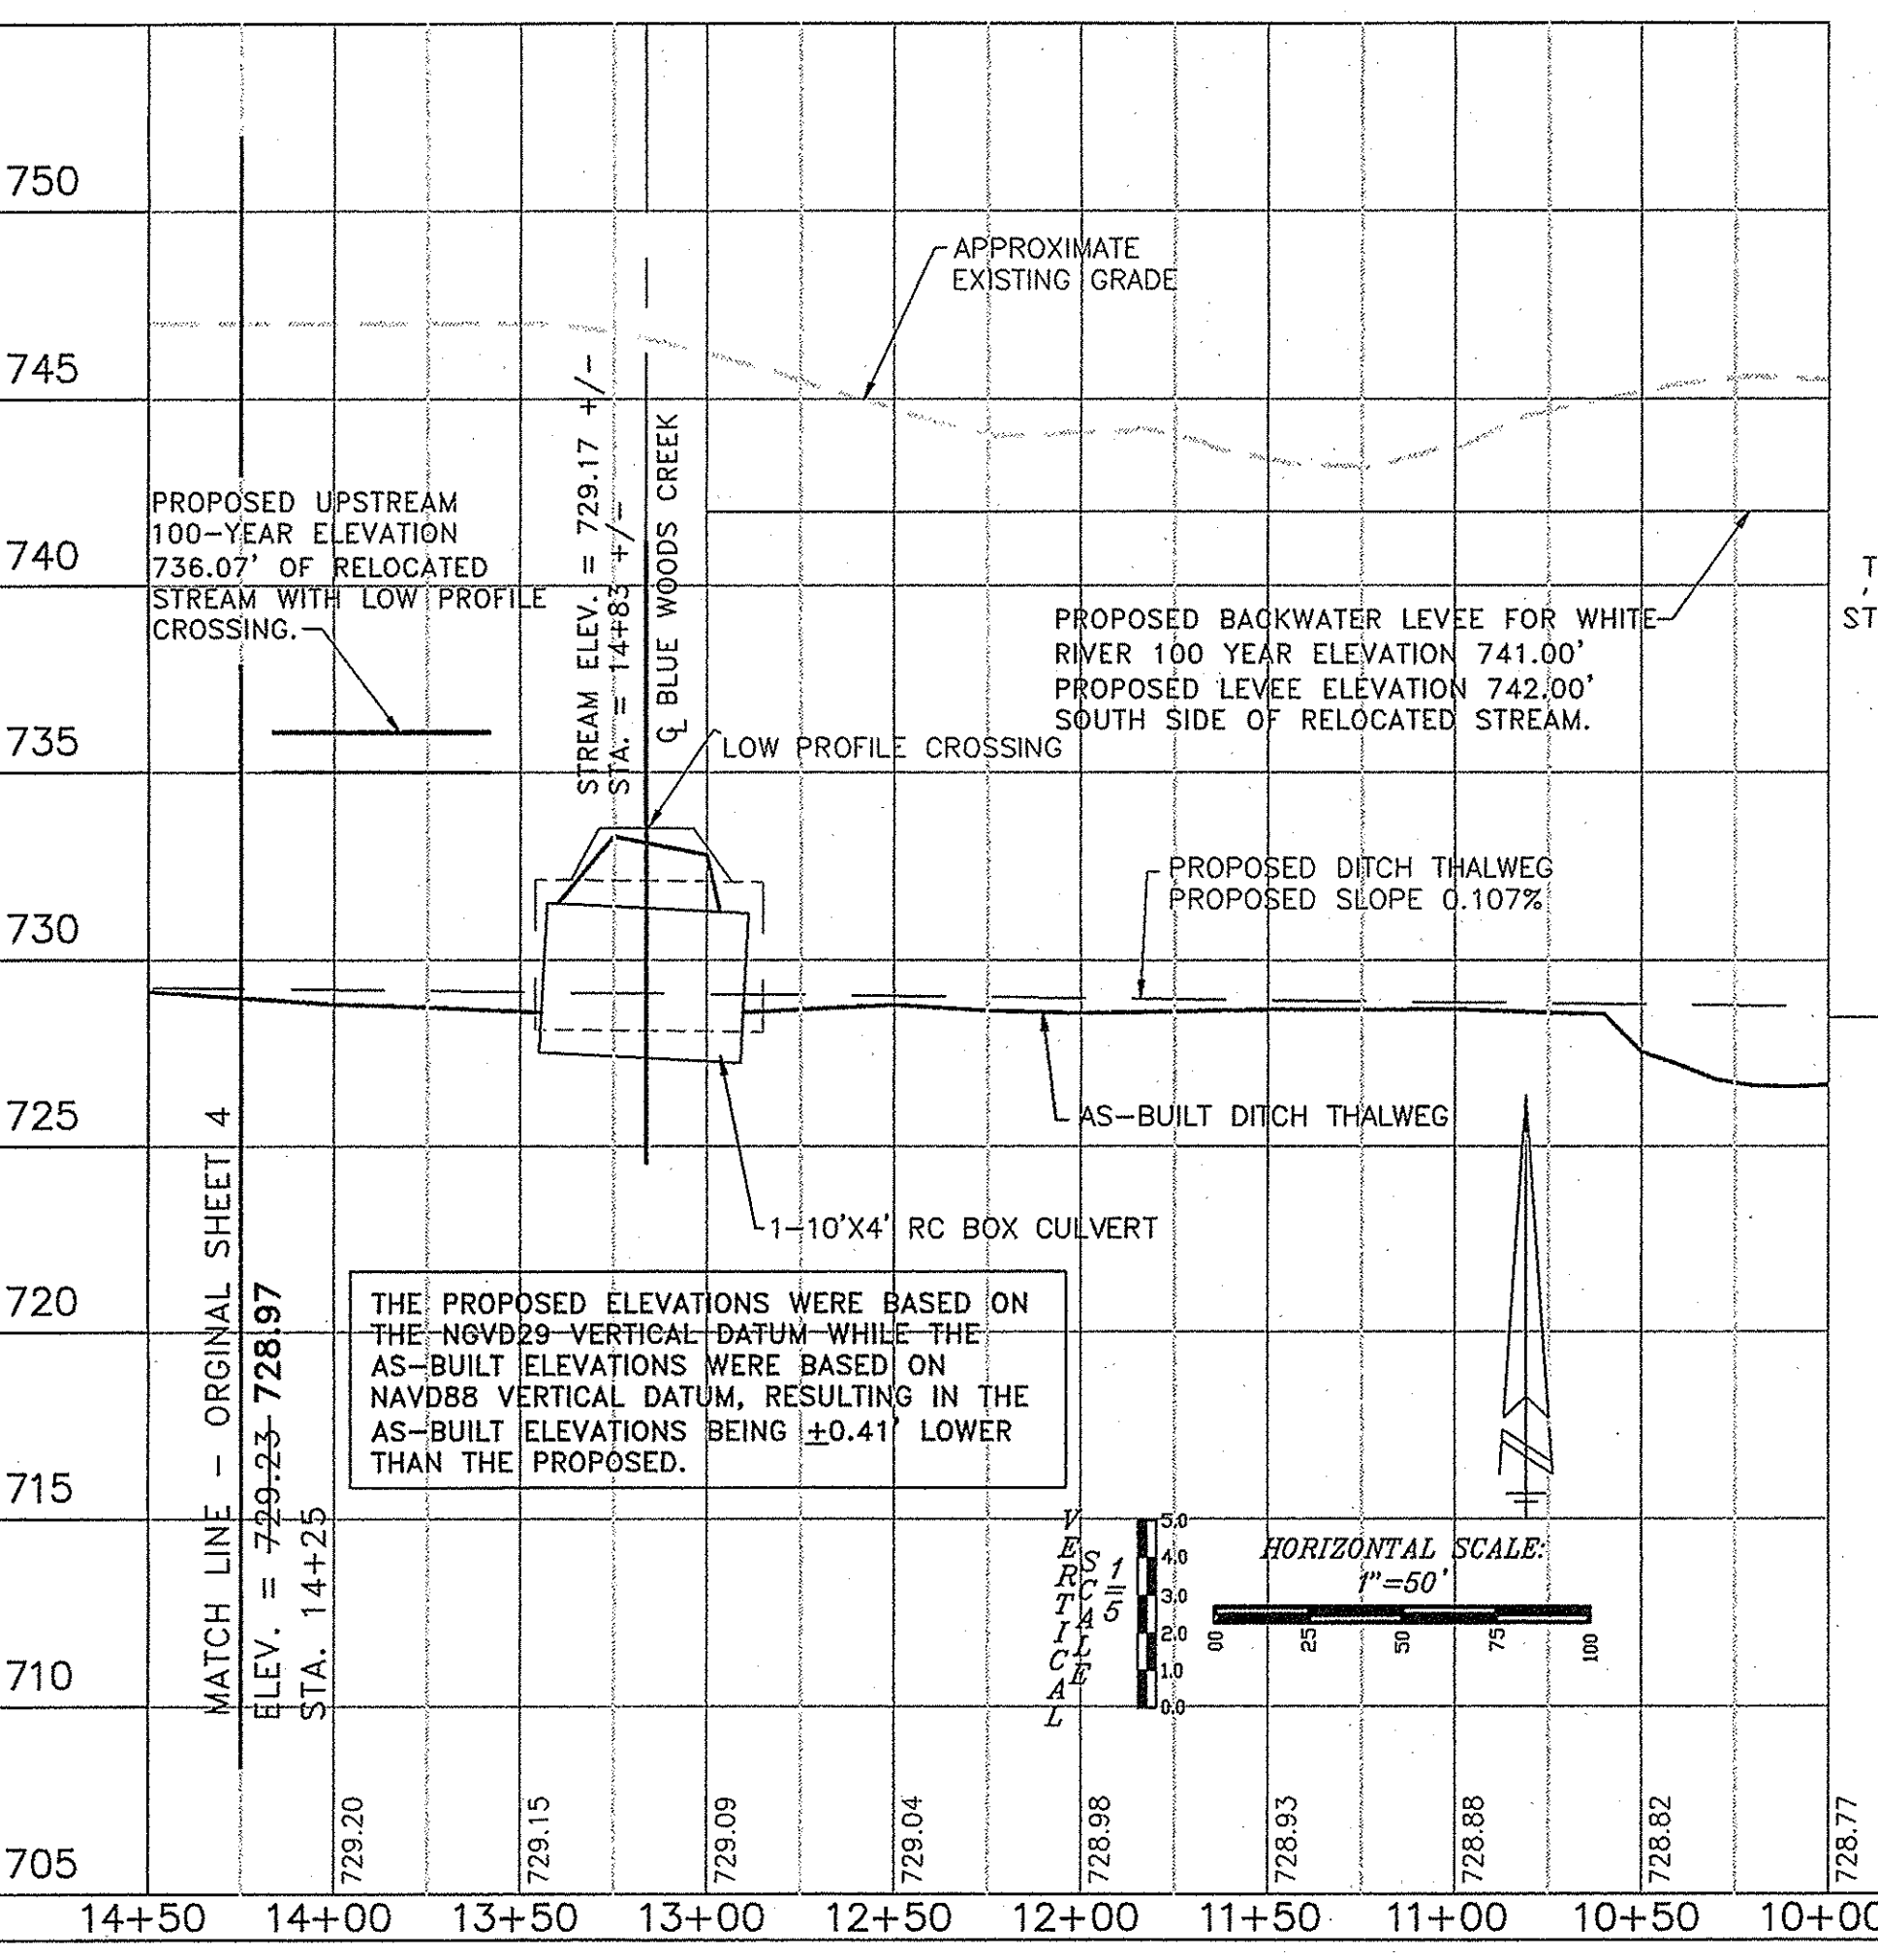 750
745
740
735
730
725
720
715
710
705
APPROXIMATE
EXISTING GRADE
PROPOSED UPSTREAM
100-YEAR ELEVATION
736.07' OF RELOCATED
STREAM WITH LOW PROFILE
CROSSING.
STREAM ELEV. = 729.17 +/-
STA. = 14+83 +/-
℄ BLUE WOODS CREEK
T
ST
PROPOSED BACKWATER LEVEE FOR WHITE
RIVER 100 YEAR ELEVATION 741.00'
PROPOSED LEVEE ELEVATION 742.00'
SOUTH SIDE OF RELOCATED STREAM.
LOW PROFILE CROSSING
PROPOSED DITCH THALWEG
PROPOSED SLOPE 0.107%
AS-BUILT DITCH THALWEG
1-10'X4' RC BOX CULVERT
MATCH LINE - ORGINAL SHEET 4
ELEV. = 729.23 728.97
STA. 14+25
THE PROPOSED ELEVATIONS WERE BASED ON
THE NGVD29 VERTICAL DATUM WHILE THE
AS-BUILT ELEVATIONS WERE BASED ON
NAVD88 VERTICAL DATUM, RESULTING IN THE
AS-BUILT ELEVATIONS BEING ±0.41' LOWER
THAN THE PROPOSED.
VERTICAL
SCALE
1/5
5.0
4.0
3.0
2.0
1.0
0.0
HORIZONTAL SCALE:
1"=50'
00 25 50 75 100
729.20 729.15 729.09 729.04 728.98 728.93 728.88 728.82 728.77
14+50 14+00 13+50 13+00 12+50 12+00 11+50 11+00 10+50 10+00